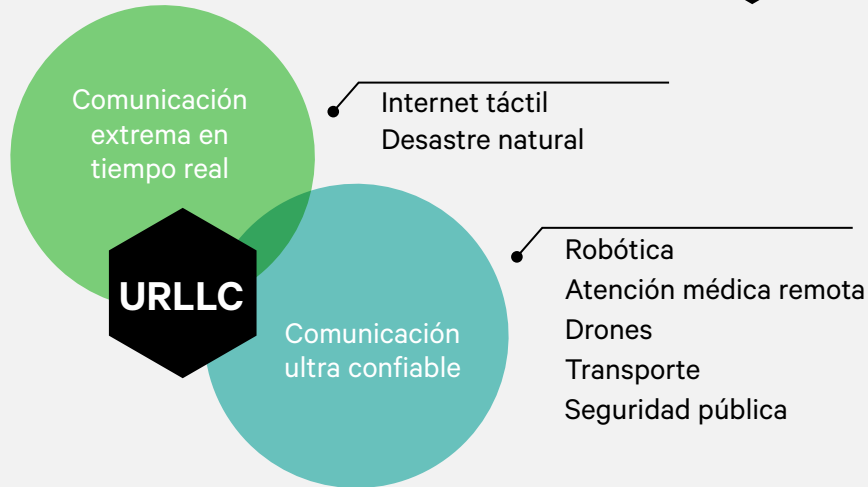 Comunicación
extrema en
tiempo real
Internet táctil
Desastre natural
URLLC
Comunicación
ultra confiable
Robótica
Atención médica remota
Drones
Transporte
Seguridad pública